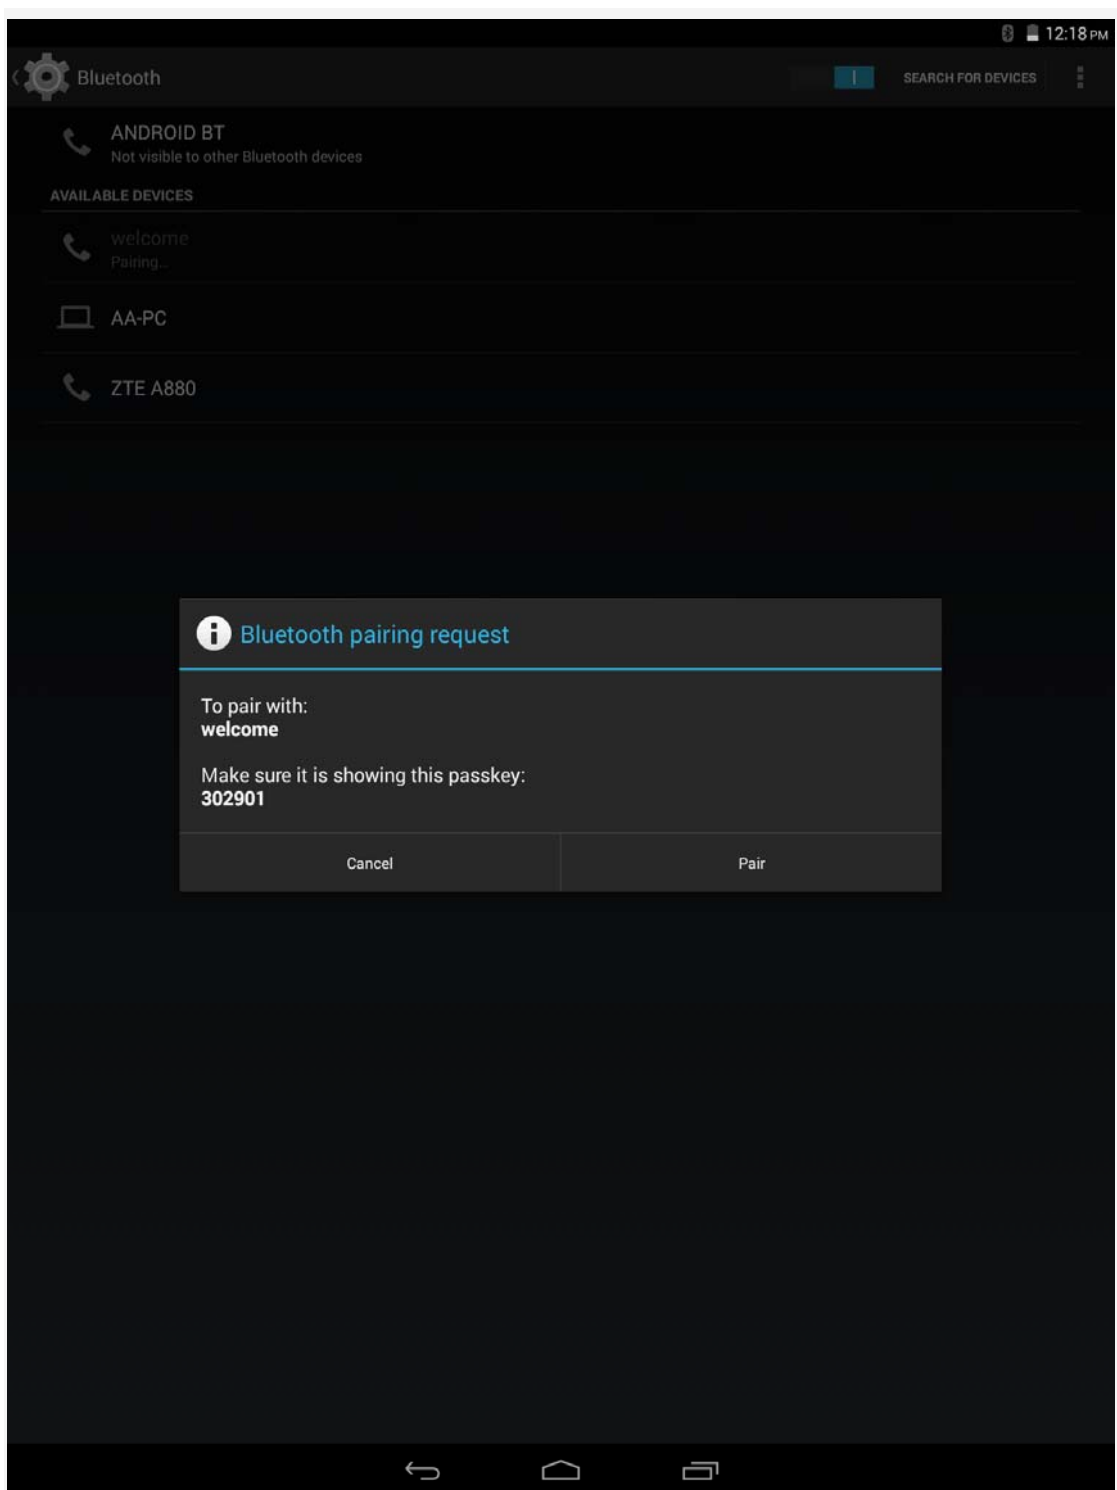 12:18 PM
Bluetooth
SEARCH FOR DEVICES
ANDROID BT
Not visible to other Bluetooth devices
AVAILABLE DEVICES
welcome
Pairing...
AA-PC
ZTE A880
Bluetooth pairing request
To pair with:
welcome
Make sure it is showing this passkey:
302901
Cancel
Pair